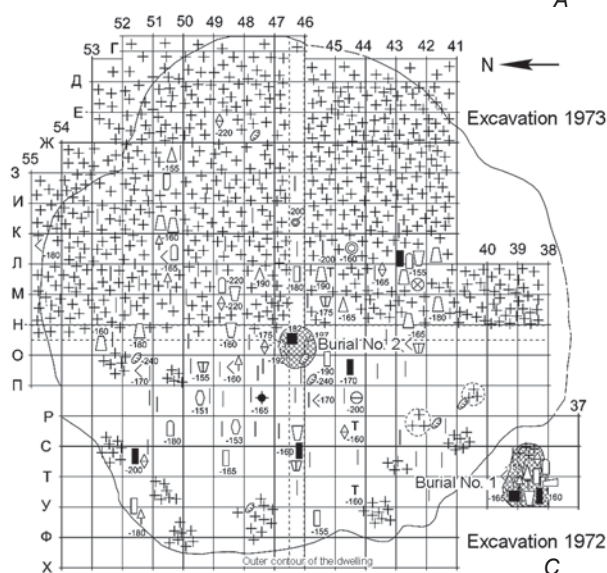 A
52 51 50 49 48 47 46
53 Г 45 44 43 42 41
N
Д
Е -220 Excavation 1973
54
Ж
-155
55
З
И
-200
К
-160 -200 -160 -155
-180 -165
Л
-220 -190 180 -190 -165 40 39 38
М
-220 -175 -165 -180
Н
-160 -180 -160 -175 187 197 -165
Burial No. 2
О
-240 -192 -190
-170 -155 -160 -240 -170
П
-151 -165 -170 -200
Р
37
-180 -153 Т -160
С
-160
-200 -165
Burial No. 1
Т
Т
-165 -160
-160
У
-180 -155
Ф
Excavation 1972
Outer contour of the dwelling
Х
C